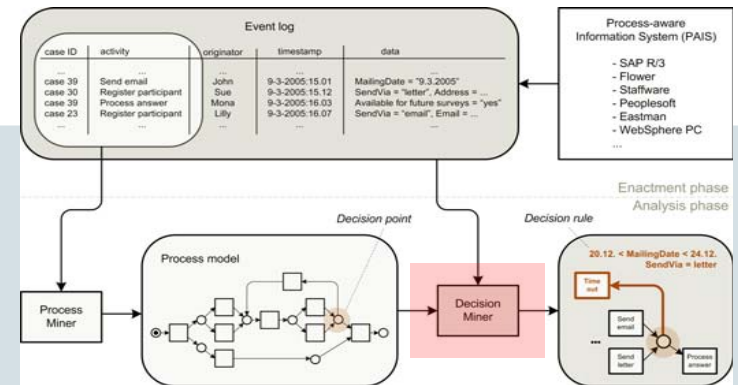 Event log
case ID activity originator timestamp data
... ... ... ... ...
case 39 Send email John 9-3-2005:15.01 MailingDate = "9.3.2005"
case 30 Register participant Sue 9-3-2005:15.12 SendVia = "letter", Address = ...
case 39 Process answer Mona 9-3-2005:16.03 Available for future surveys = "yes"
case 23 Register participant Lilly 9-3-2005:16.07 SendVia = "email", Email = ...
... ... ... ... ...
Process-aware
Information System (PAIS)
- SAP R/3
- Flower
- Staffware
- Peoplesoft
- Eastman
- WebSphere PC
...
Enactment phase
Analysis phase
Decision point
Decision rule
Process
Miner
Process model
Decision
Miner
20.12. < MailingDate < 24.12.
SendVia = letter
Time
out
Send
email
...
Send
letter
Process
answer